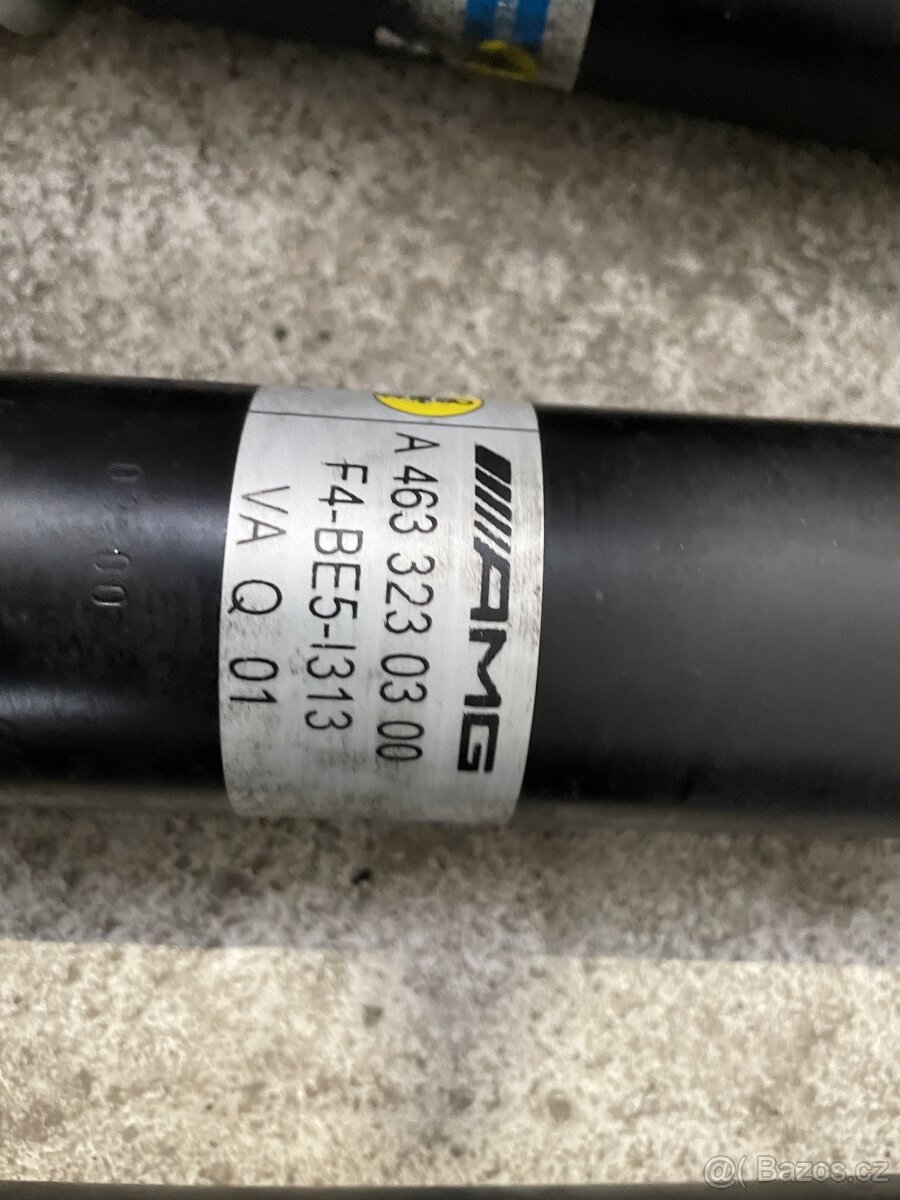 AMG
A 463 323 03 00
F4-BE5-I313
VA Q 01
@( Bazos.cz